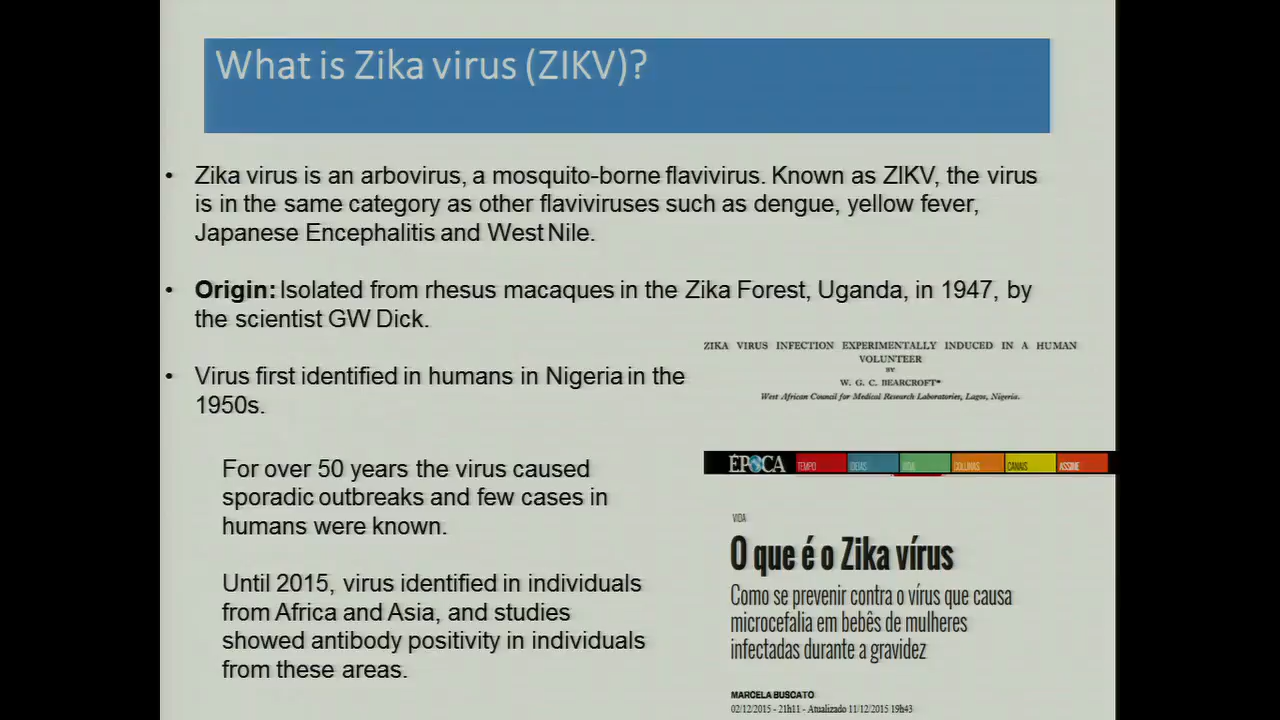 What is Zika virus (ZIKV)?
• Zika virus is an arbovirus, a mosquito-borne flavivirus. Known as ZIKV, the virus
is in the same category as other flaviviruses such as dengue, yellow fever,
Japanese Encephalitis and West Nile.
• Origin: Isolated from rhesus macaques in the Zika Forest, Uganda, in 1947, by
the scientist GW Dick.
• Virus first identified in humans in Nigeria in the
1950s.
For over 50 years the virus caused
sporadic outbreaks and few cases in
humans were known.
Until 2015, virus identified in individuals
from Africa and Asia, and studies
showed antibody positivity in individuals
from these areas.
ZIKA VIRUS INFECTION EXPERIMENTALLY INDUCED IN A HUMAN
VOLUNTEER
BY
W. G. C. BEARCROFT*
West African Council for Medical Research Laboratories, Lagos, Nigeria.
ÉPOCA TEMPO IDEIAS VIDA COLUNAS CANAIS ASSINE
VIDA
O que é o Zika vírus
Como se prevenir contra o vírus que causa
microcefalia em bebês de mulheres
infectadas durante a gravidez
MARCELA BUSCATO
02/12/2015 - 21h11 - Atualizado 11/12/2015 19h43